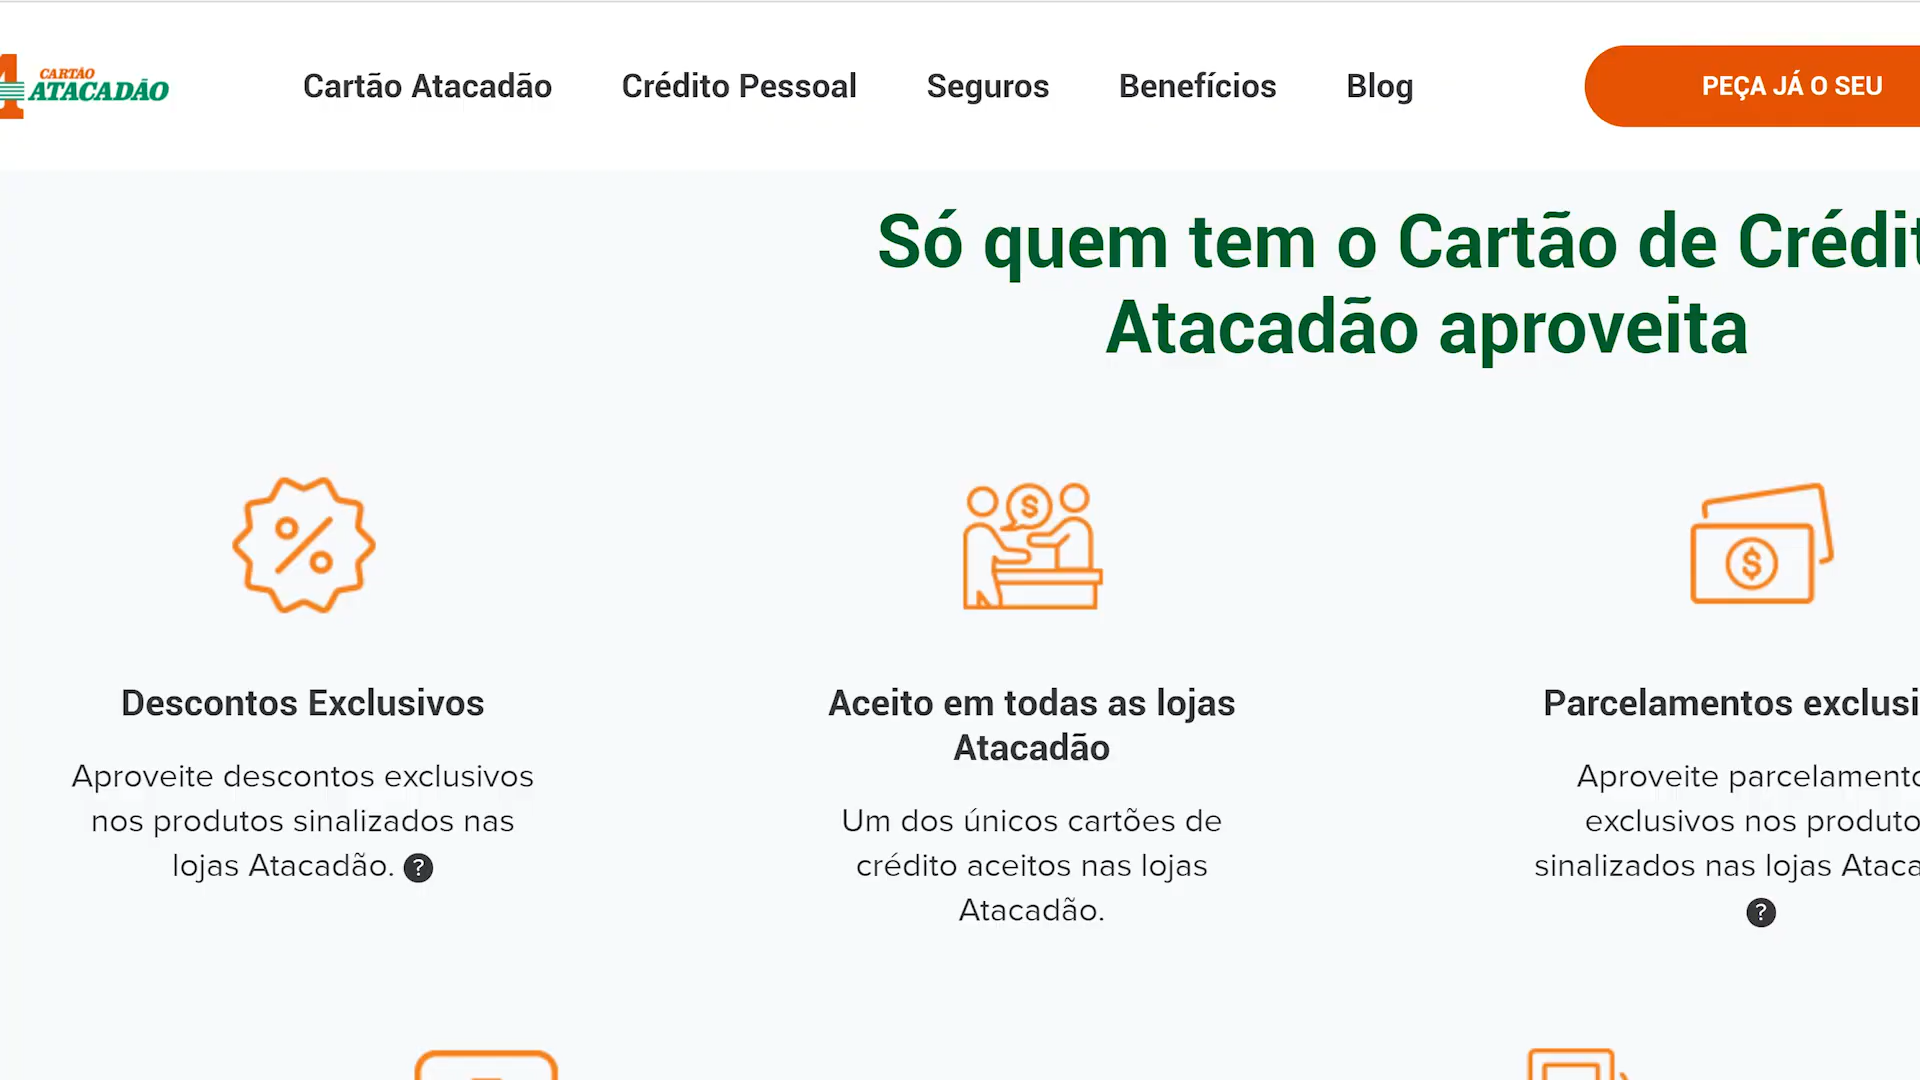 CARTÃO
ATACADÃO
Cartão Atacadão
Crédito Pessoal
Seguros
Benefícios
Blog
PEÇA JÁ O SEU
Só quem tem o Cartão de Crédit
Atacadão aproveita
Descontos Exclusivos
Aproveite descontos exclusivos
nos produtos sinalizados nas
lojas Atacadão. ?
Aceito em todas as lojas
Atacadão
Um dos únicos cartões de
crédito aceitos nas lojas
Atacadão.
Parcelamentos exclusi
Aproveite parcelamento
exclusivos nos produto
sinalizados nas lojas Ataca
?